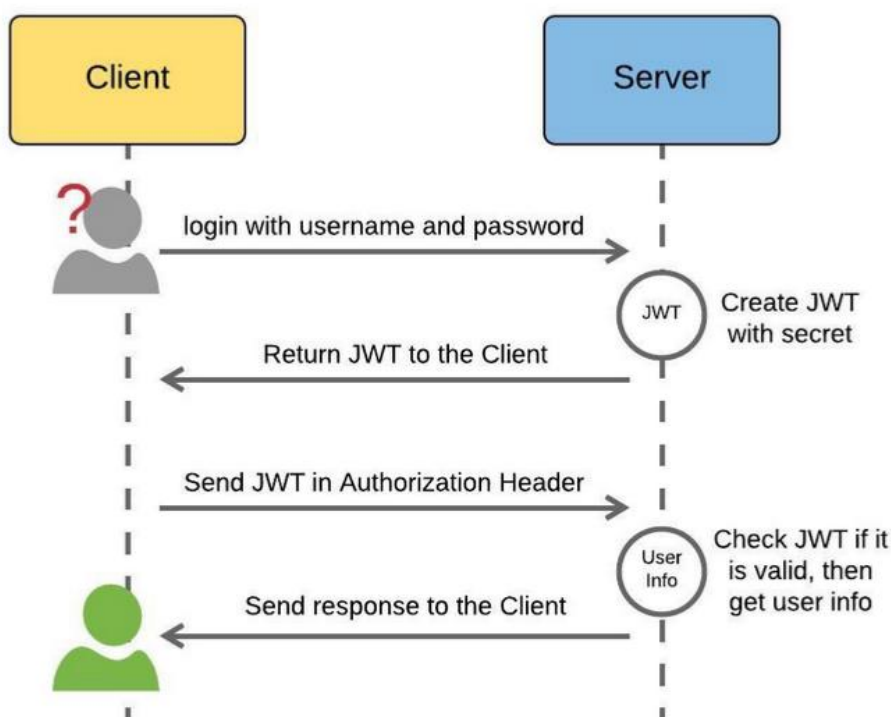 Client
Server
?
login with username and password
JWT
Create JWT
with secret
Return JWT to the Client
Send JWT in Authorization Header
User
Info
Check JWT if it
is valid, then
get user info
Send response to the Client